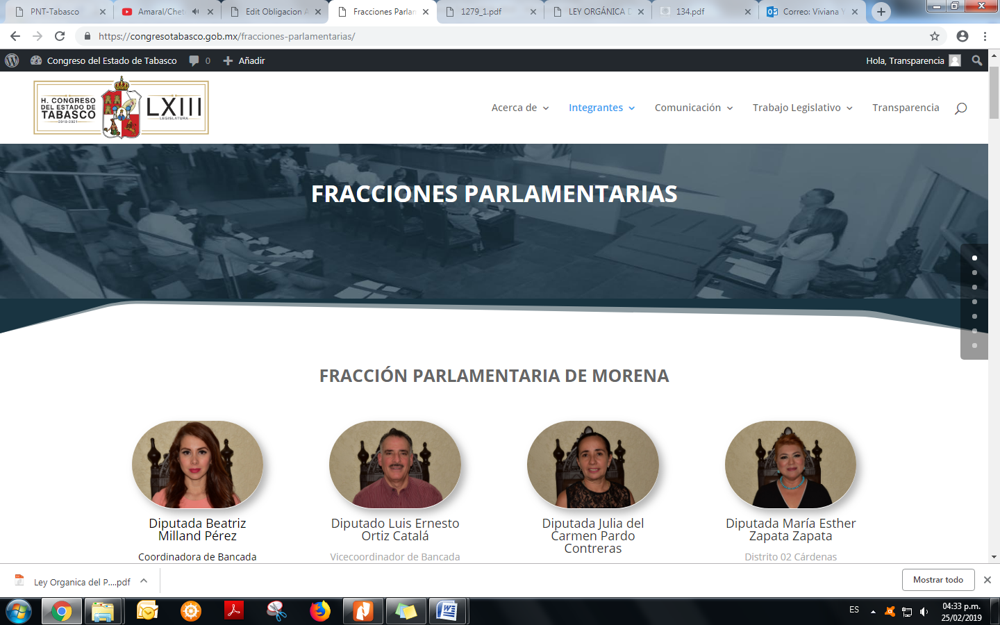 PNT-Tabasco
Amaral/Chet
Edit Obligacion A
Fracciones Parlan
1279_1.pdf
LEY ORGÁNICA D
134.pdf
Correo: Viviana Y
https://congresotabasco.gob.mx/fracciones-parlamentarias/
Congreso del Estado de Tabasco
0
Añadir
Hola, Transparencia
H. CONGRESO
DEL ESTADO DE
TABASCO
2018-2021
LXIII
LEGISLATURA
Acerca de
Integrantes
Comunicación
Trabajo Legislativo
Transparencia
FRACCIONES PARLAMENTARIAS
FRACCIÓN PARLAMENTARIA DE MORENA
Diputada Beatriz
Milland Pérez
Coordinadora de Bancada
Diputado Luis Ernesto
Ortiz Catalá
Vicecoordinador de Bancada
Diputada Julia del
Carmen Pardo
Contreras
Diputada María Esther
Zapata Zapata
Distrito 02 Cárdenas
Ley Organica del P....pdf
Mostrar todo
ES
04:33 p.m.
25/02/2019